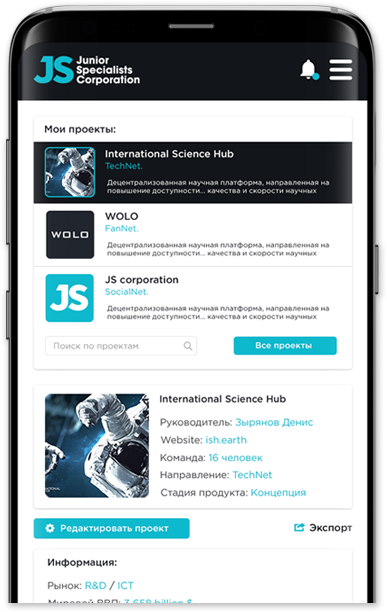 JS Junior
Specialists
Corporation
Мои проекты:
International Science Hub
TechNet.
Децентрализованная научная платформа, направленная на
повышение доступности... качества и скорости научных
WOLO
WOLO
FanNet.
Децентрализованная научная платформа, направленная на
повышение доступности... качества и скорости научных
JS
JS corporation
SocialNet.
Децентрализованная научная платформа, направленная на
повышение доступности... качества и скорости научных
Поиск по проектам
Все проекты
International Science Hub
Руководитель: Зырянов Денис
Website: ish.earth
Команда: 16 человек
Направление: TechNet
Стадия продукта: Концепция
Редактировать проект
Экспорт
Информация:
Рынок: R&D / ICT
Мировой ВВП: 3,658 billion $